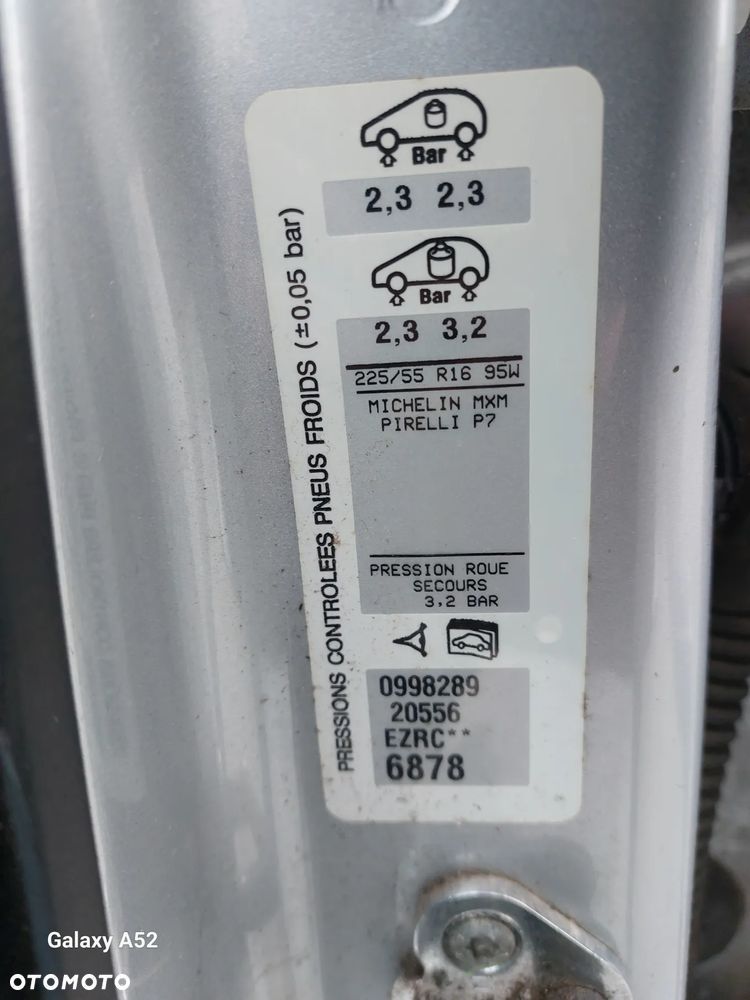 Bar
2,3 2,3
Bar
2,3 3,2
225/55 R16 95W
MICHELIN MXM
PIRELLI P7
PRESSION ROUE
SECOURS
3,2 BAR
PRESSIONS CONTROLEES PNEUS FROIDS (±0,05 bar)
0998289
20556
EZRC**
6878
Galaxy A52
OTOMOTO